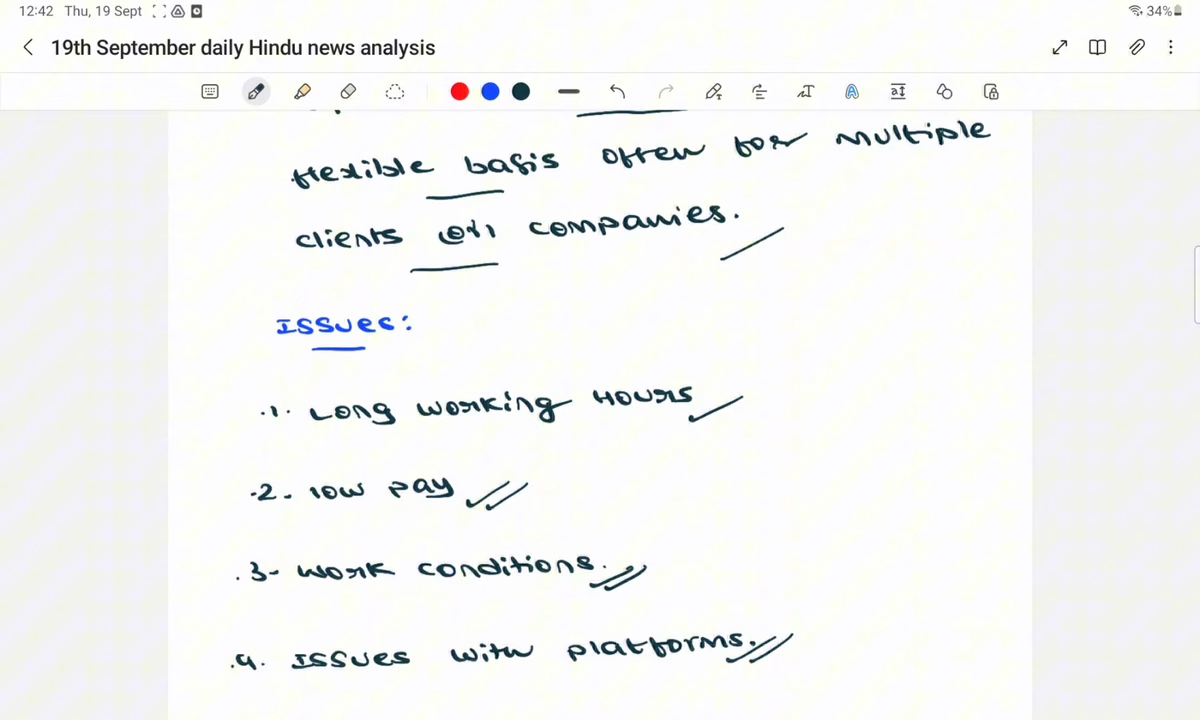 12:42 Thu, 19 Sept 34%
19th September daily Hindu news analysis
flexible basis often for multiple
clients (or) companies.
Issues:
.1. Long working Hours
.2. low pay
.3- work conditions.
.4. Issues with platforms.